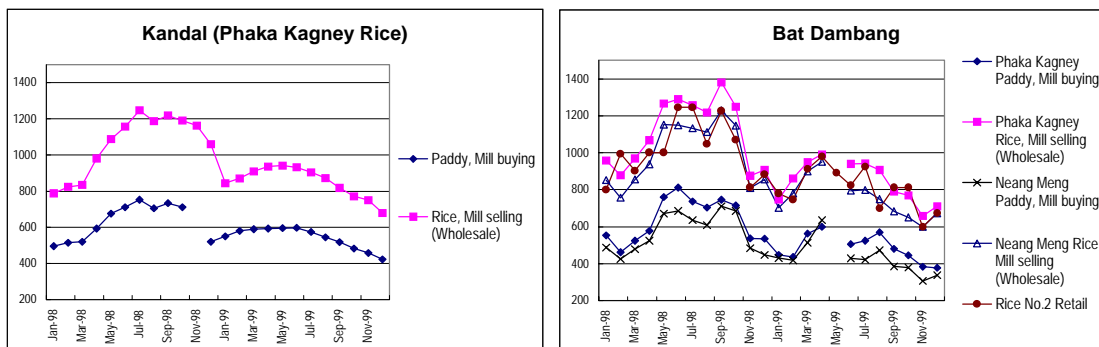 Kandal (Phaka Kagney Rice)
1400
1200
1000
800
600
400
200
Jan-98
Mar-98
May-98
Jul-98
Sep-98
Nov-98
Jan-99
Mar-99
May-99
Jul-99
Sep-99
Nov-99
Paddy, Mill buying
Rice, Mill selling
(Wholesale)
Bat Dambang
1400
1200
1000
800
600
400
200
Jan-98
Mar-98
May-98
Jul-98
Sep-98
Nov-98
Jan-99
Mar-99
May-99
Jul-99
Sep-99
Nov-99
Phaka Kagney
Paddy, Mill buying
Phaka Kagney
Rice, Mill selling
(Wholesale)
Neang Meng
Paddy, Mill buying
Neang Meng Rice,
Mill selling
(Wholesale)
Rice No.2 Retail